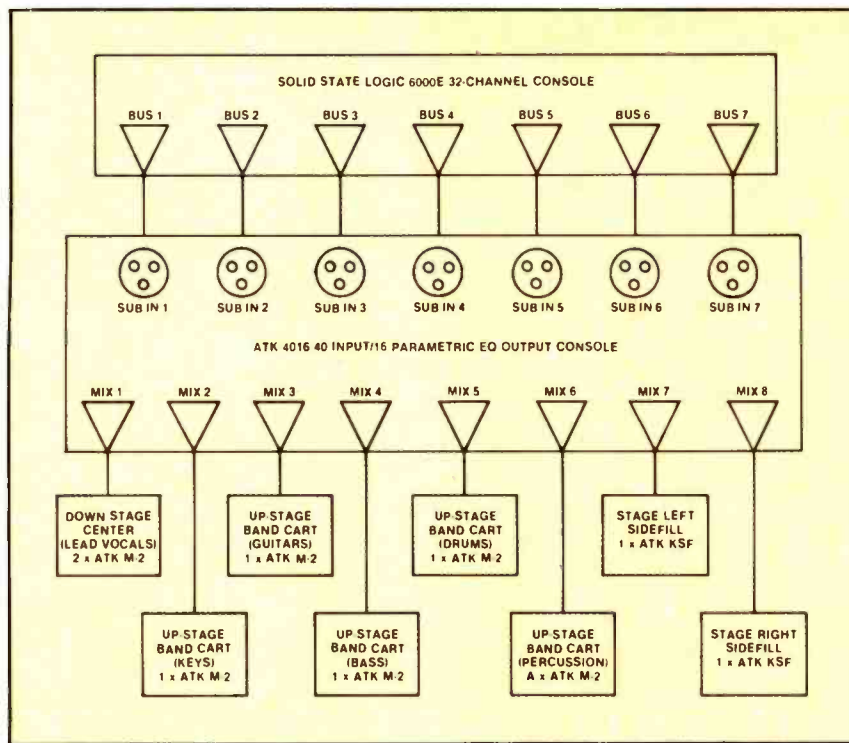 SOLID STATE LOGIC 6000E 32-CHANNEL CONSOLE
BUS 1 BUS 2 BUS 3 BUS 4 BUS 5 BUS 6 BUS 7
SUB IN 1 SUB IN 2 SUB IN 3 SUB IN 4 SUB IN 5 SUB IN 6 SUB IN 7
ATK 4016 40 INPUT/16 PARAMETRIC EQ OUTPUT CONSOLE
MIX 1 MIX 2 MIX 3 MIX 4 MIX 5 MIX 6 MIX 7 MIX 8
DOWN STAGE
CENTER
(LEAD VOCALS)
2 x ATK M-2
UP-STAGE
BAND CART
(GUITARS)
1 x ATK M-2
UP-STAGE
BAND CART
(DRUMS)
1 x ATK M-2
STAGE LEFT
SIDEFILL
1 x ATK KSF
UP-STAGE
BAND CART
(KEYS)
1 x ATK M-2
UP-STAGE
BAND CART
(BASS)
1 x ATK M-2
UP-STAGE
BAND CART
(PERCUSSION)
A x ATK M-2
STAGE RIGHT
SIDEFILL
1 x ATK KSF